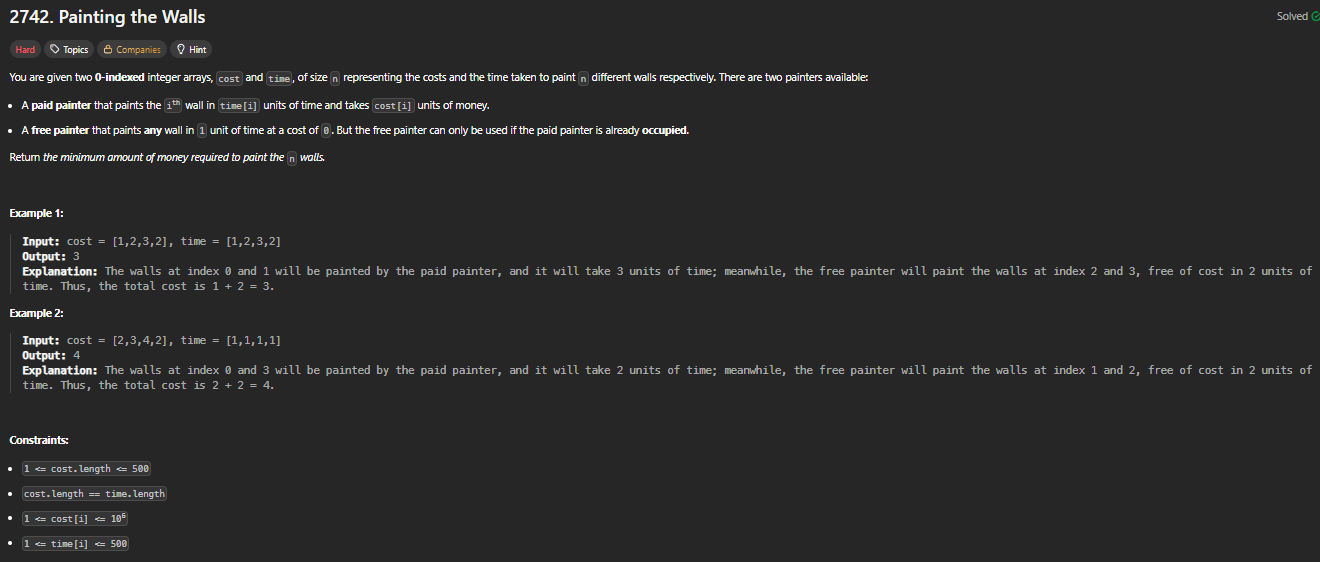 2742. Painting the Walls
Solved
Hard Topics Companies Hint
You are given two 0-indexed integer arrays, cost and time, of size n representing the costs and the time taken to paint n different walls respectively. There are two painters available:
• A paid painter that paints the ith wall in time[i] units of time and takes cost[i] units of money.
• A free painter that paints any wall in 1 unit of time at a cost of 0. But the free painter can only be used if the paid painter is already occupied.
Return the minimum amount of money required to paint the n walls.
Example 1:
Input: cost = [1,2,3,2], time = [1,2,3,2]
Output: 3
Explanation: The walls at index 0 and 1 will be painted by the paid painter, and it will take 3 units of time; meanwhile, the free painter will paint the walls at index 2 and 3, free of cost in 2 units of
time. Thus, the total cost is 1 + 2 = 3.
Example 2:
Input: cost = [2,3,4,2], time = [1,1,1,1]
Output: 4
Explanation: The walls at index 0 and 3 will be painted by the paid painter, and it will take 2 units of time; meanwhile, the free painter will paint the walls at index 1 and 2, free of cost in 2 units of
time. Thus, the total cost is 2 + 2 = 4.
Constraints:
• 1 <= cost.length <= 500
• cost.length == time.length
• 1 <= cost[i] <= 10⁶
• 1 <= time[i] <= 500